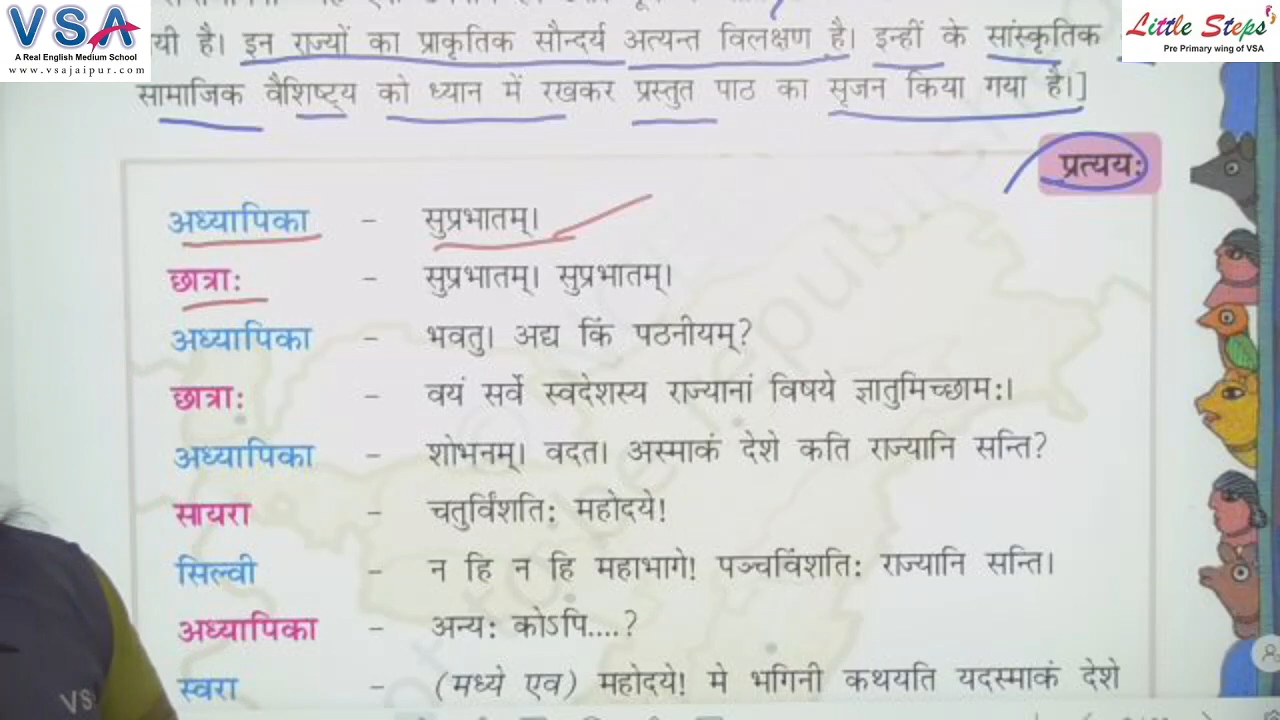 VSA
A Real English Medium School
www.vsajaipur.com
Little Steps
Pre Primary wing of VSA
यी है। इन राज्यों का प्राकृतिक सौन्दर्य अत्यन्त विलक्षण है। इन्हीं के सांस्कृतिक
सामाजिक वैशिष्ट्य को ध्यान में रखकर प्रस्तुत पाठ का सृजन किया गया है।]
प्रत्ययः
अध्यापिका - सुप्रभातम्।
छात्राः - सुप्रभातम्। सुप्रभातम्।
अध्यापिका - भवतु। अद्य किं पठनीयम्?
छात्राः - वयं सर्वे स्वदेशस्य राज्यानां विषये ज्ञातुमिच्छामः।
अध्यापिका - शोभनम्। वदत। अस्माकं देशे कति राज्यानि सन्ति?
सायरा - चतुर्विंशतिः महोदये!
सिल्वी - न हि न हि महाभागे! पञ्चविंशतिः राज्यानि सन्ति।
अध्यापिका - अन्यः कोऽपि....?
स्वरा - (मध्ये एव) महोदये! मे भगिनी कथयति यदस्माकं देशे
VSA